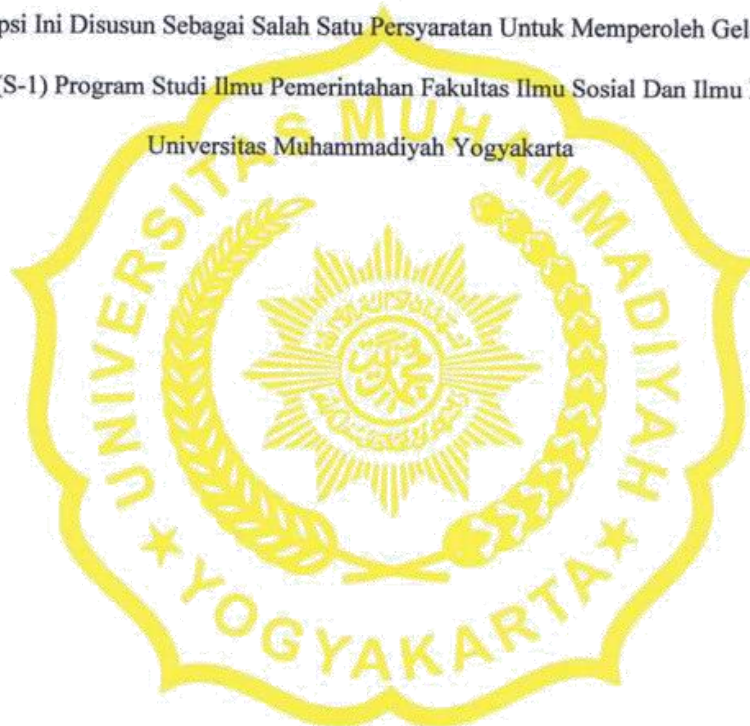 psi Ini Disusun Sebagai Salah Satu Persyaratan Untuk Memperoleh Gel
(S-1) Program Studi Ilmu Pemerintahan Fakultas Ilmu Sosial Dan Ilmu
Universitas Muhammadiyah Yogyakarta
UNIVERSITAS MUHAMMADIYAH
★ YOGYAKARTA ★